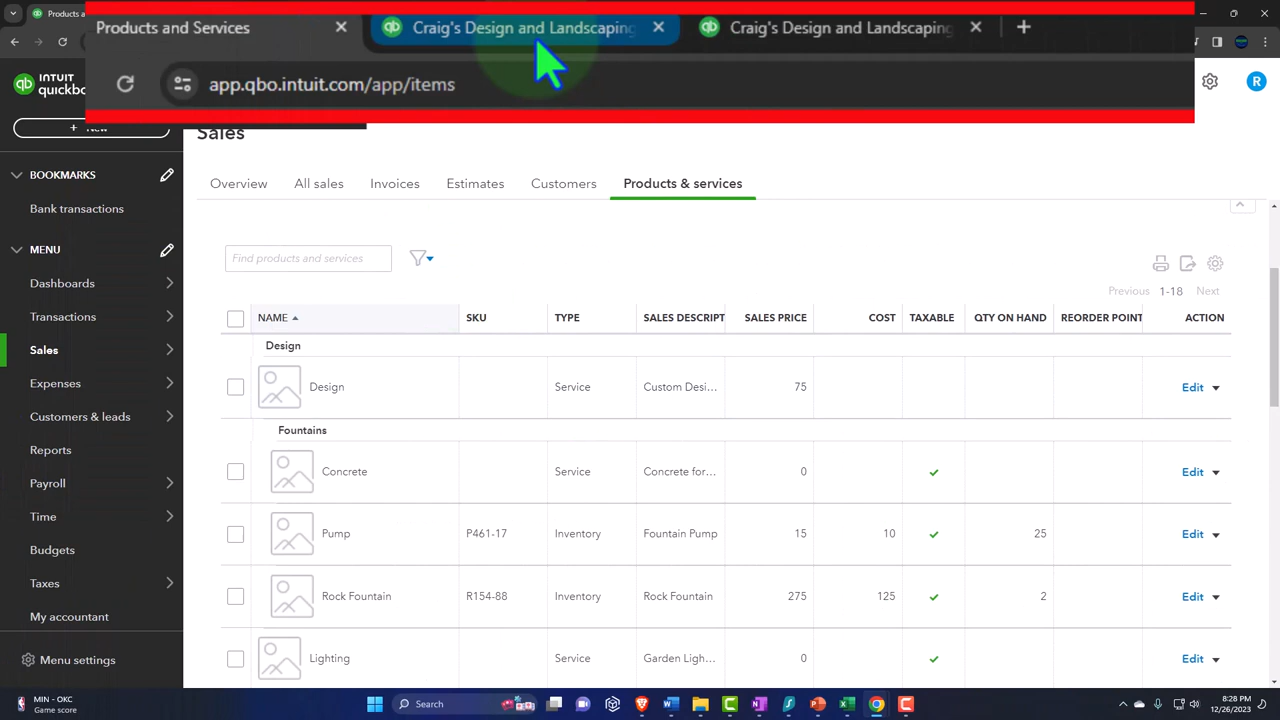 Products and Services
Craig's Design and Landscaping
Craig's Design and Landscaping
app.qbo.intuit.com/app/items
INTUIT
quickbo
R
New
Sales
BOOKMARKS
Bank transactions
MENU
Dashboards
Transactions
Sales
Expenses
Customers & leads
Reports
Payroll
Time
Budgets
Taxes
My accountant
Menu settings
Overview
All sales
Invoices
Estimates
Customers
Products & services
Find products and services
Previous 1-18 Next
NAME SKU TYPE SALES DESCRIPT SALES PRICE COST TAXABLE QTY ON HAND REORDER POINT ACTION
Design
Design Service Custom Desi... 75 Edit
Fountains
Concrete Service Concrete for... 0 Edit
Pump P461-17 Inventory Fountain Pump 15 10 25 Edit
Rock Fountain R154-88 Inventory Rock Fountain 275 125 2 Edit
Lighting Service Garden Ligh... 0 Edit
MIN - OKC
Game score
Search
8:28 PM
12/26/2023